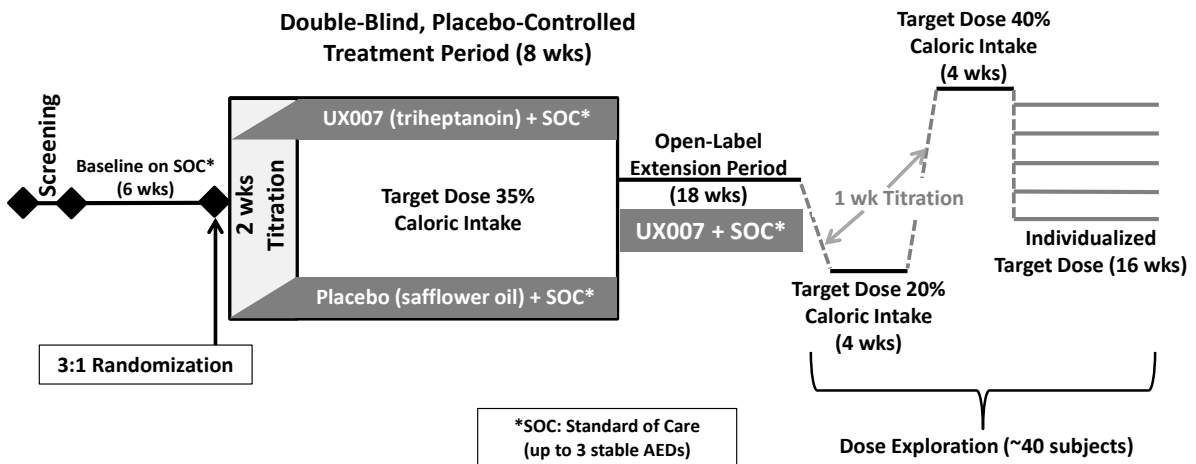 Double-Blind, Placebo-Controlled
Treatment Period (8 wks)
Screening
Baseline on SOC*
(6 wks)
3:1 Randomization
2 wks
Titration
UX007 (triheptanoin) + SOC*
Target Dose 35%
Caloric Intake
Placebo (safflower oil) + SOC*
Open-Label
Extension Period
(18 wks)
UX007 + SOC*
1 wk Titration
Target Dose 20%
Caloric Intake
(4 wks)
Target Dose 40%
Caloric Intake
(4 wks)
Individualized
Target Dose (16 wks)
Dose Exploration (~40 subjects)
*SOC: Standard of Care
(up to 3 stable AEDs)